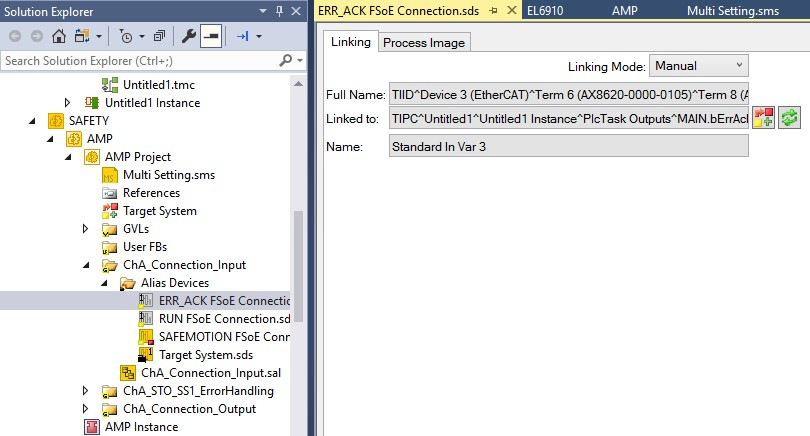 Solution Explorer
Search Solution Explorer (Ctrl+;)
Untitled1.tmc
Untitled1 Instance
SAFETY
AMP
AMP Project
Multi Setting.sms
References
Target System
GVLs
User FBs
ChA_Connection_Input
Alias Devices
ERR_ACK FSoE Connectic
RUN FSoE Connection.sd
SAFEMOTION FSoE Conr
Target System.sds
ChA_Connection_Input.sal
ChA_STO_SS1_ErrorHandling
ChA_Connection_Output
AMP Instance
ERR_ACK FSoE Connection.sds
EL6910
AMP
Multi Setting.sms
Linking
Process Image
Linking Mode: Manual
Full Name: TIID^Device 3 (EtherCAT)^Term 6 (AX8620-0000-0105)^Term 8 (A
Linked to: TIPC^Untitled1^Untitled1 Instance^PlcTask Outputs^MAIN.bErrAcl
Name: Standard In Var 3